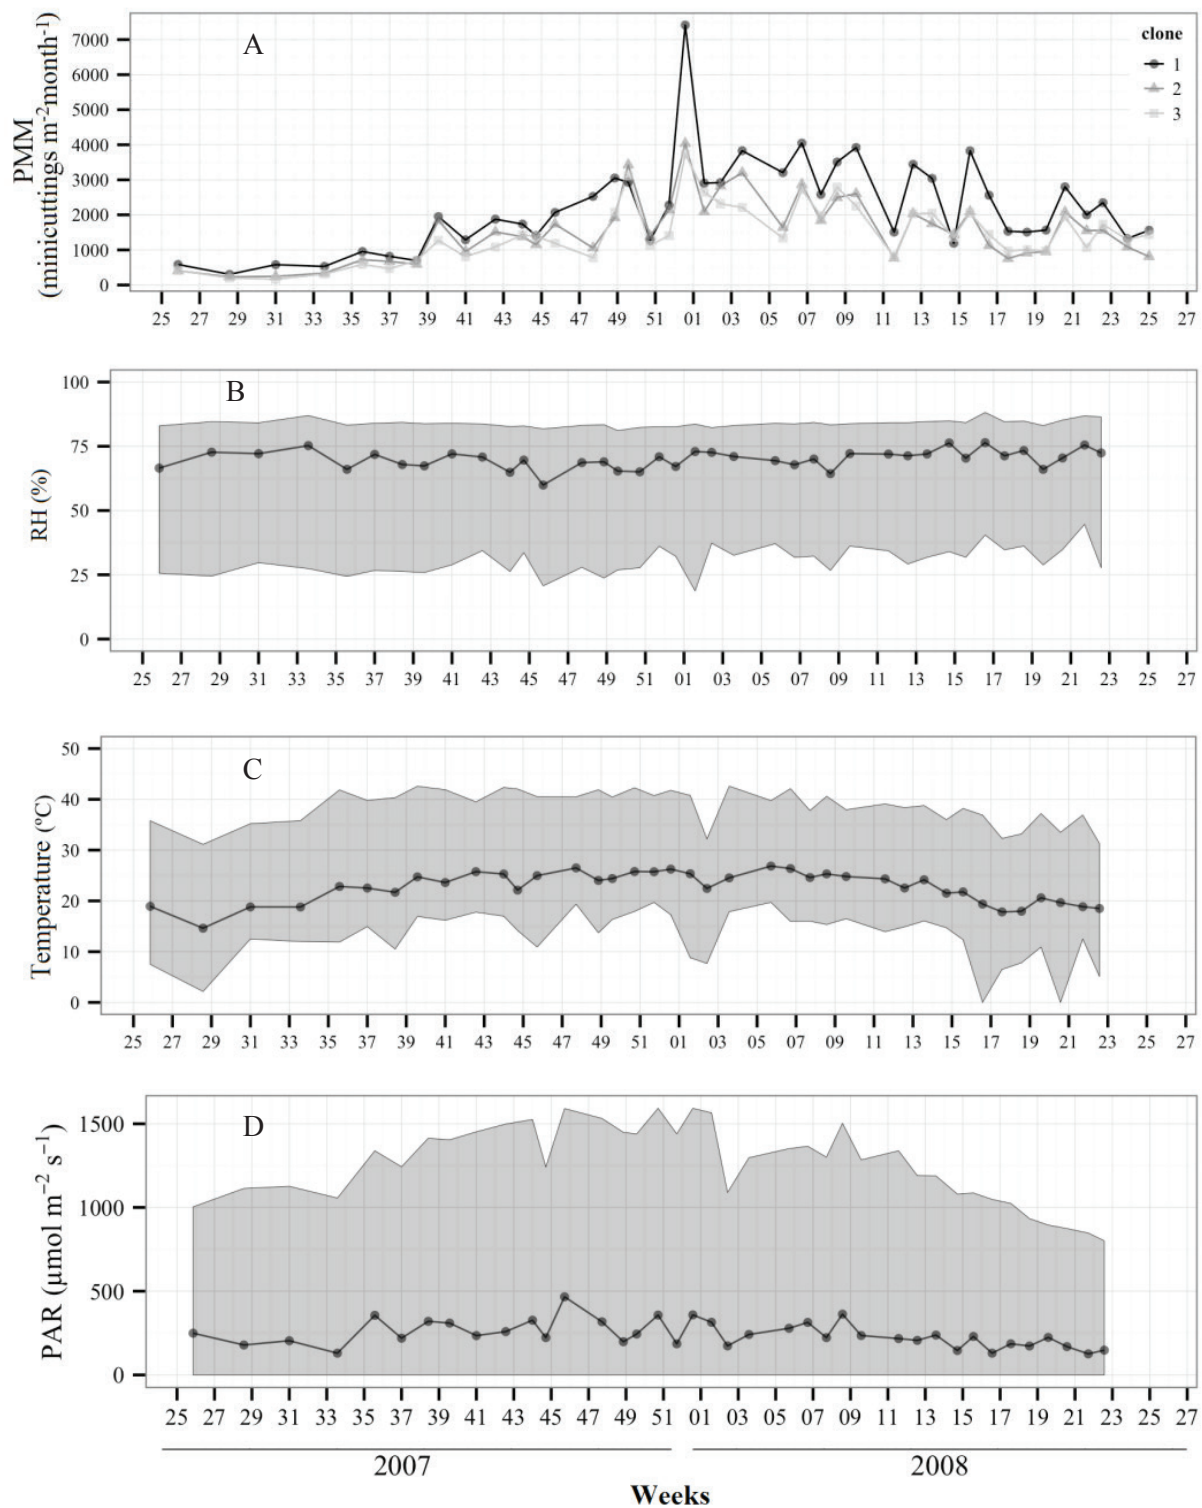 A
clone
1
2
3
PMM
(minicuttings m⁻²month⁻¹)
7000
6000
5000
4000
3000
2000
1000
0
25 27 29 31 33 35 37 39 41 43 45 47 49 51 01 03 05 07 09 11 13 15 17 19 21 23 25 27
B
RH (%)
100
75
50
25
0
25 27 29 31 33 35 37 39 41 43 45 47 49 51 01 03 05 07 09 11 13 15 17 19 21 23 25 27
C
Temperature (ºC)
50
40
30
20
10
0
25 27 29 31 33 35 37 39 41 43 45 47 49 51 01 03 05 07 09 11 13 15 17 19 21 23 25 27
D
PAR (μmol m⁻² s⁻¹)
1500
1000
500
0
25 27 29 31 33 35 37 39 41 43 45 47 49 51 01 03 05 07 09 11 13 15 17 19 21 23 25 27
2007 2008
Weeks